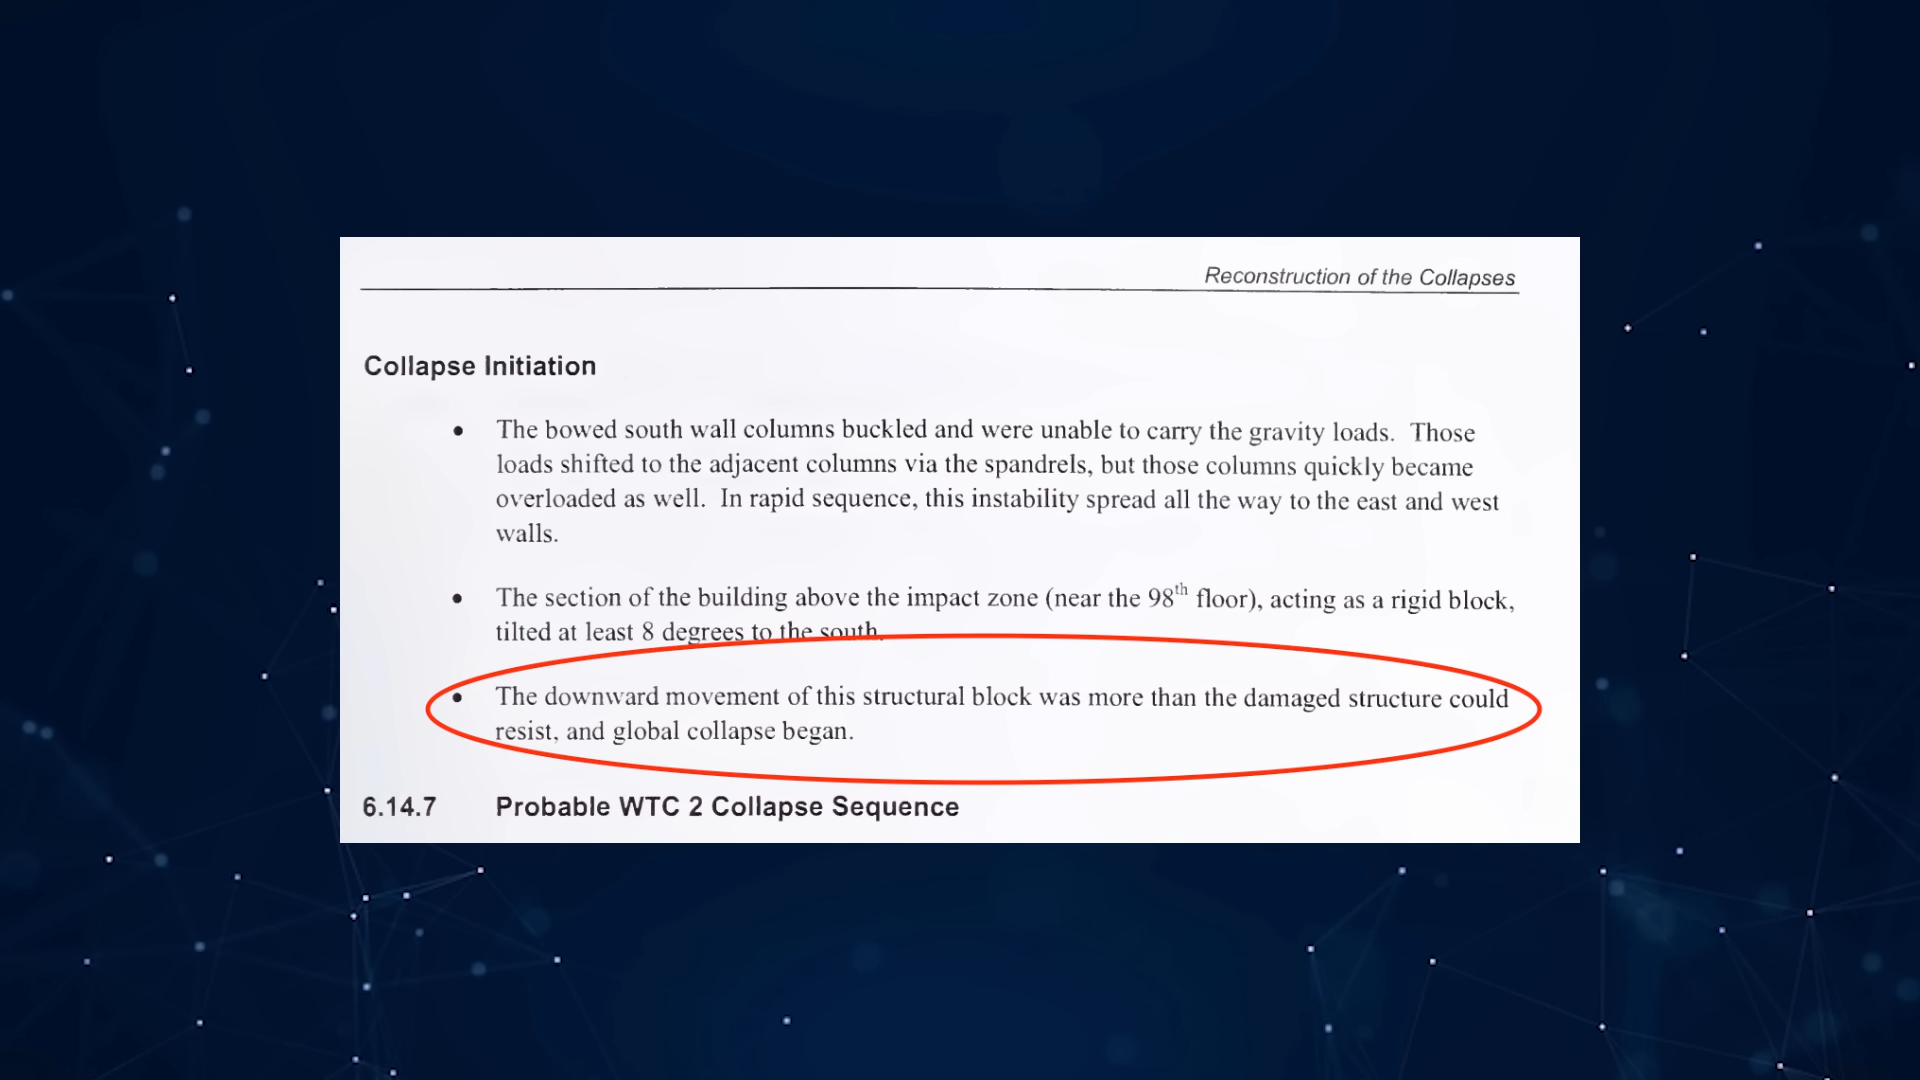 Reconstruction of the Collapses
Collapse Initiation
• The bowed south wall columns buckled and were unable to carry the gravity loads. Those
loads shifted to the adjacent columns via the spandrels, but those columns quickly became
overloaded as well. In rapid sequence, this instability spread all the way to the east and west
walls.
• The section of the building above the impact zone (near the 98th floor), acting as a rigid block,
tilted at least 8 degrees to the south.
• The downward movement of this structural block was more than the damaged structure could
resist, and global collapse began.
6.14.7 Probable WTC 2 Collapse Sequence